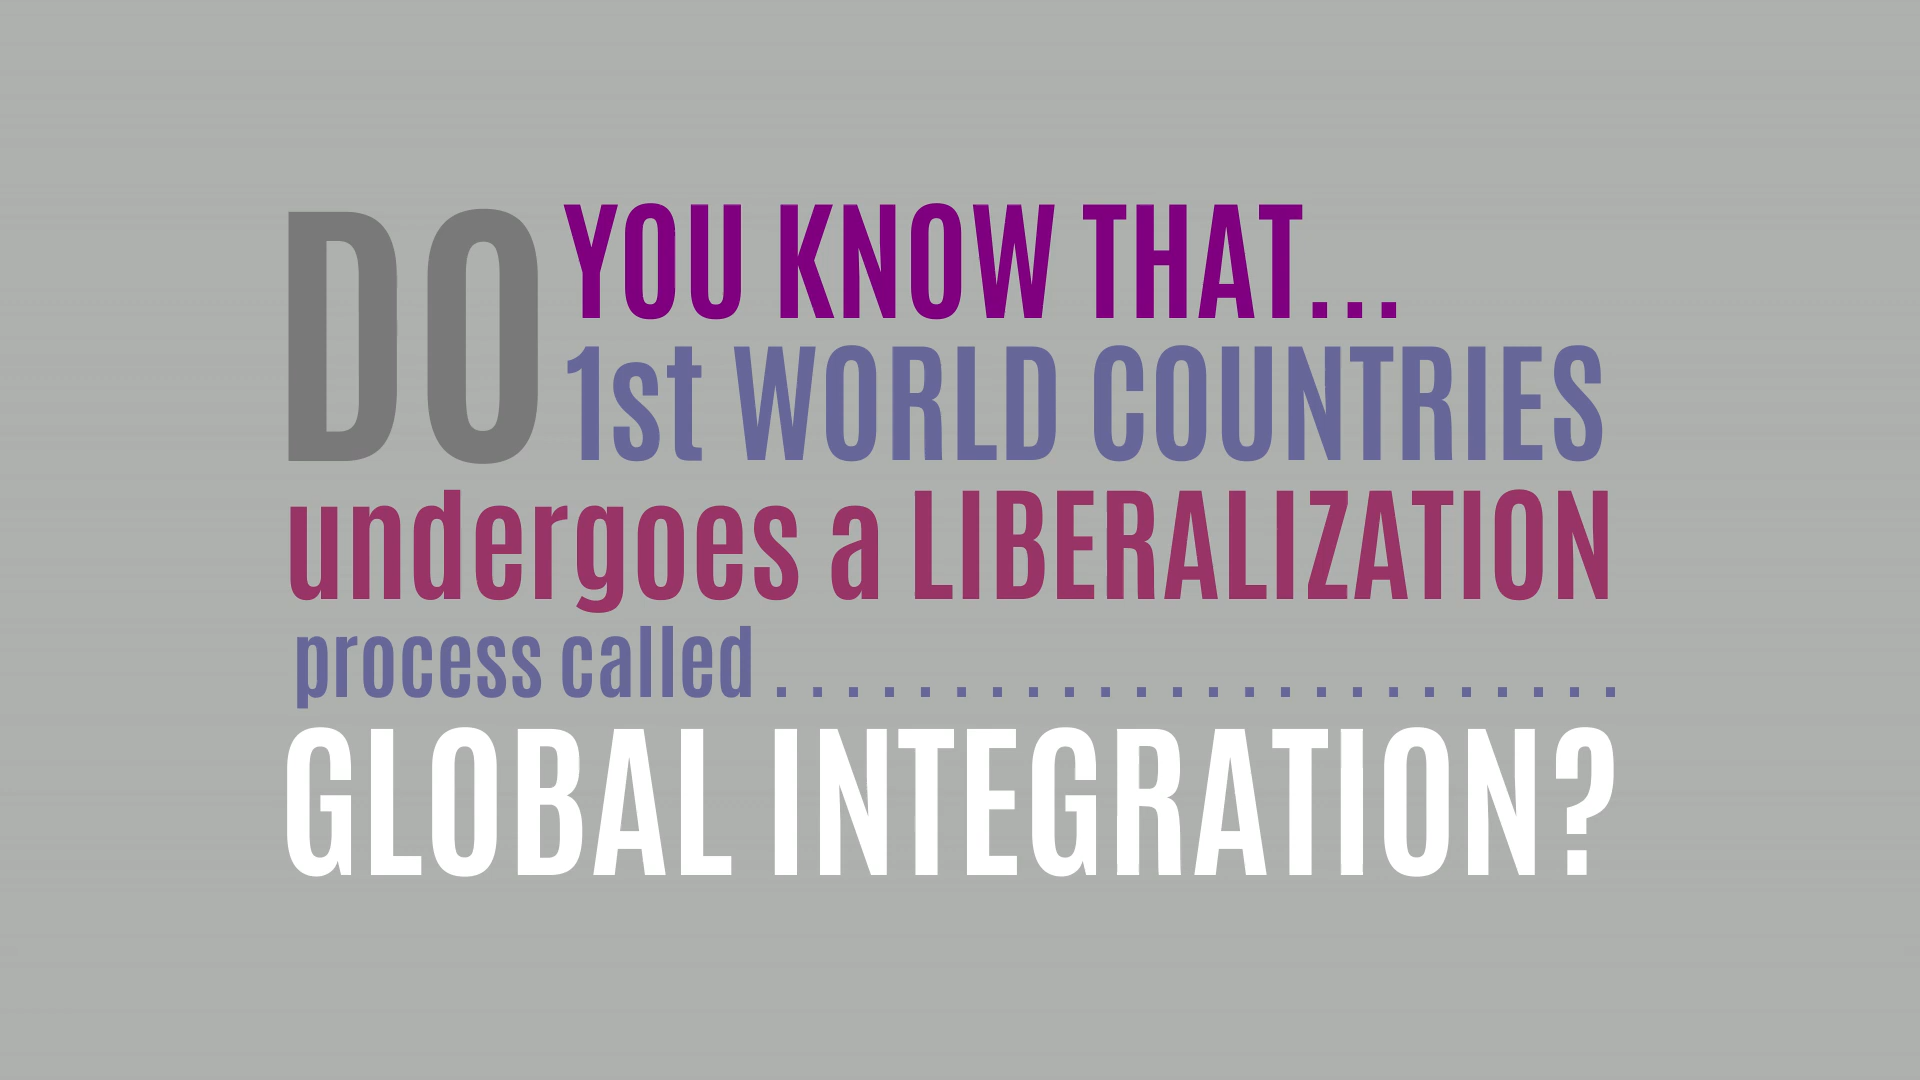 DO YOU KNOW THAT...
1st WORLD COUNTRIES
undergoes a LIBERALIZATION
process called . . . . . . . . . . . . . . . . . . . . . . . .
GLOBAL INTEGRATION?